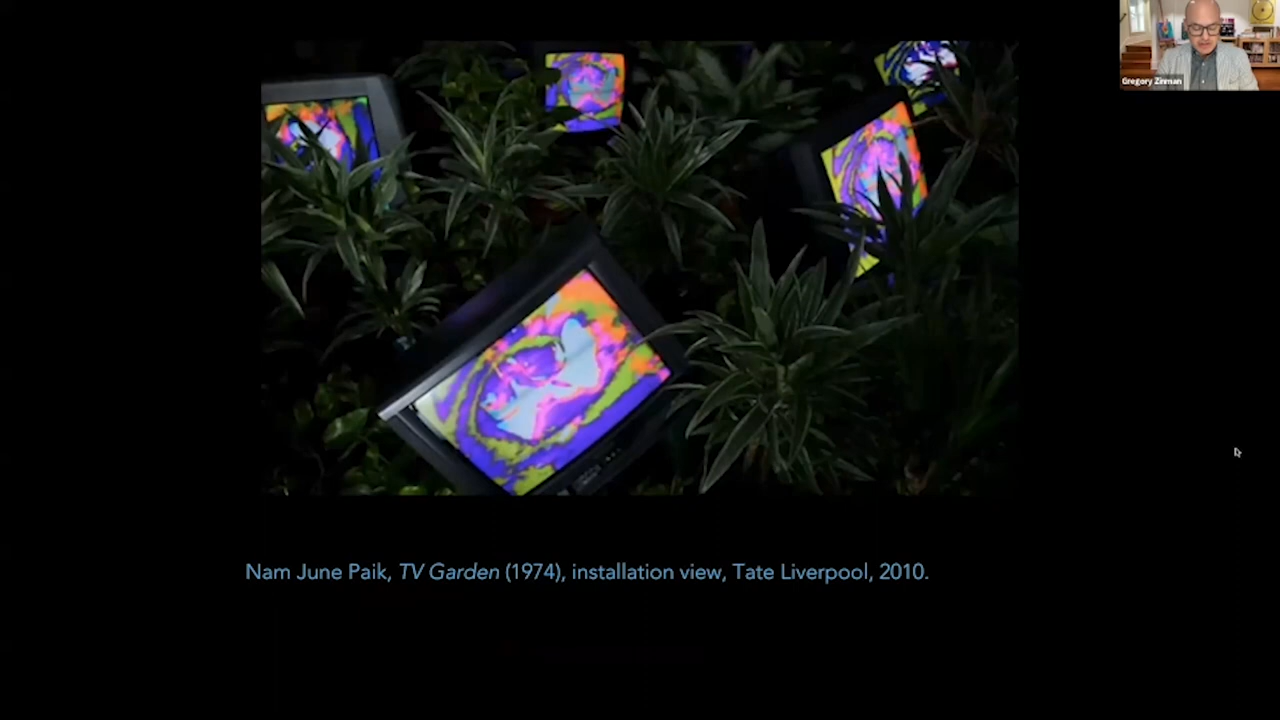 Gregory Zinman
Nam June Paik, TV Garden (1974), installation view, Tate Liverpool, 2010.